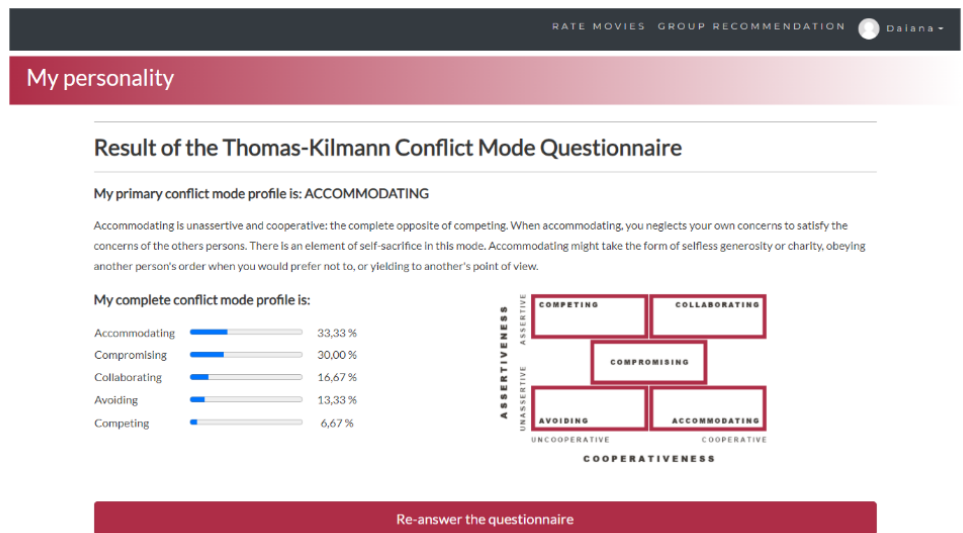 RATE MOVIES GROUP RECOMMENDATION Daiana
My personality
Result of the Thomas-Kilmann Conflict Mode Questionnaire
My primary conflict mode profile is: ACCOMMODATING
Accommodating is unassertive and cooperative: the complete opposite of competing. When accommodating, you neglects your own concerns to satisfy the
concerns of the others persons. There is an element of self-sacrifice in this mode. Accommodating might take the form of selfless generosity or charity, obeying
another person's order when you would prefer not to, or yielding to another's point of view.
My complete conflict mode profile is:
Accommodating 33,33 %
Compromising 30,00 %
Collaborating 16,67 %
Avoiding 13,33 %
Competing 6,67 %
ASSERTIVENESS
ASSERTIVE
UNASSERTIVE
COMPETING COLLABORATING
COMPROMISING
AVOIDING ACCOMMODATING
UNCOOPERATIVE COOPERATIVE
COOPERATIVENESS
Re-answer the questionnaire